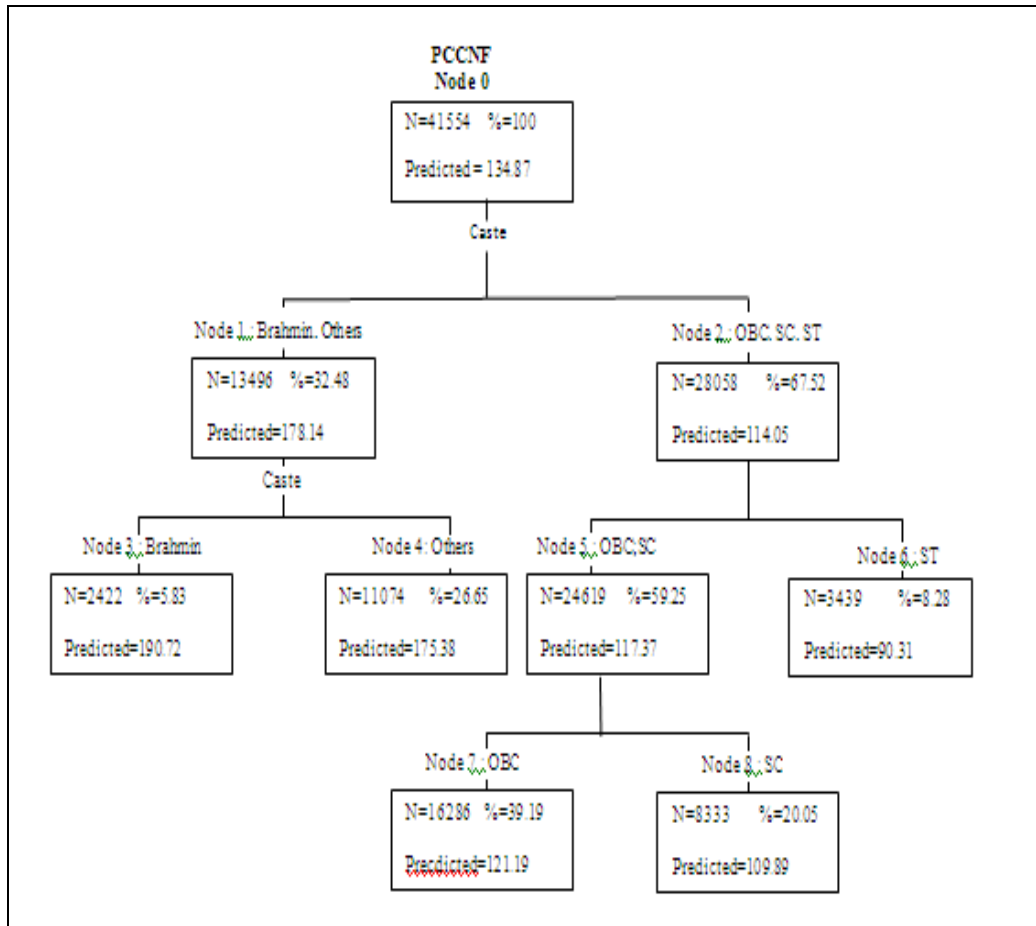 PCCNF
Node 0
N=41554 %=100
Predicted = 134.87
Caste
Node 1 : Brahmin, Others
Node 2 : OBC, SC, ST
N=13496 %=32.48
Predicted=178.14
N=28058 %=67.52
Predicted=114.05
Caste
Node 3 : Brahmin
Node 4: Others
Node 5 : OBC,SC
Node 6 : ST
N=2422 %=5.83
Predicted=190.72
N=11074 %=26.65
Predicted=175.38
N=24619 %=59.25
Predicted=117.37
N=3439 %=8.28
Predicted=90.31
Node 7 : OBC
Node 8 : SC
N=16286 %=39.19
Precdicted=121.19
N=8333 %=20.05
Predicted=109.89